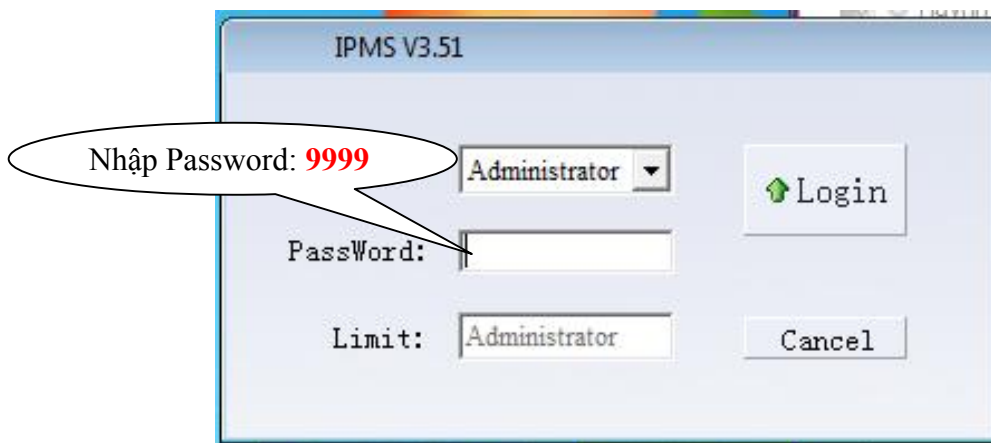 IPMS V3.51
Nhập Password: 9999
Administrator
Login
PassWord:
Limit: Administrator
Cancel